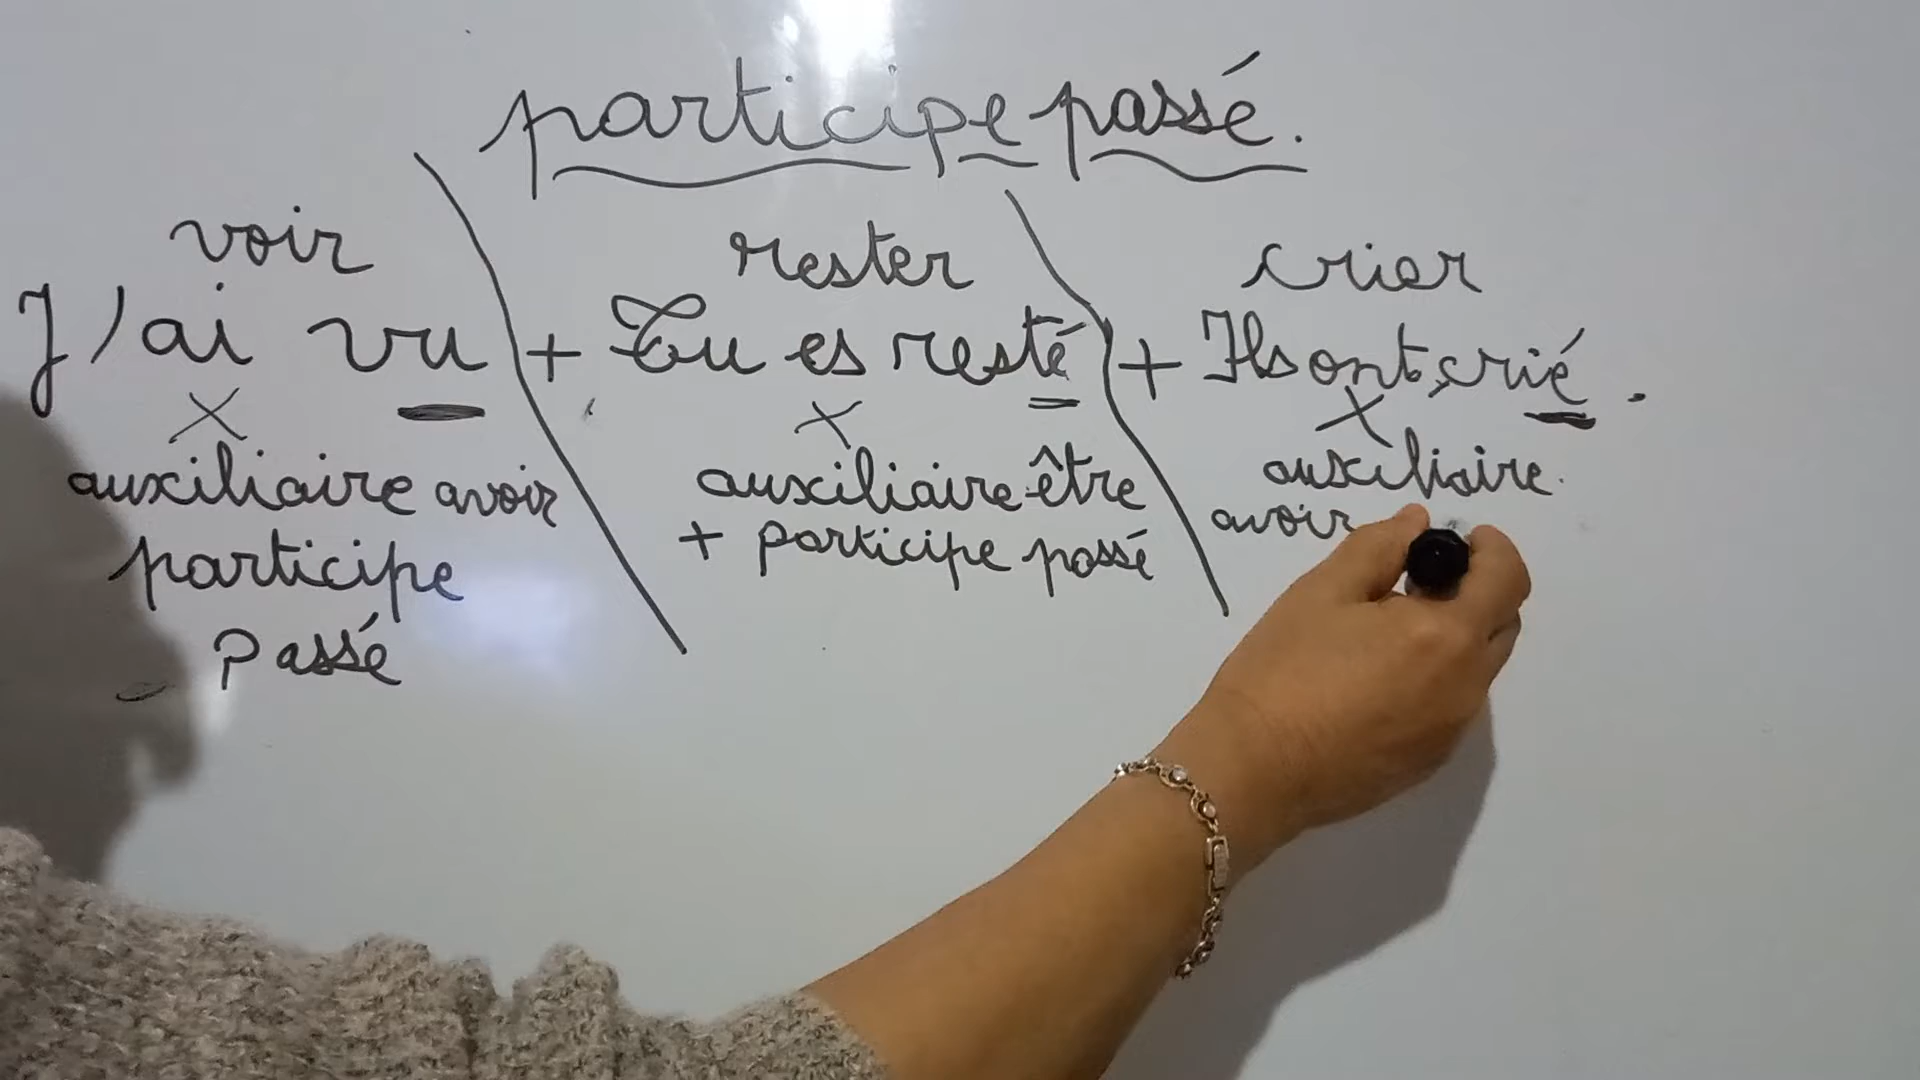 participe passé.
voir
J'ai vu
auxiliaire avoir
participe
passé
+
rester
Tu es resté
auxiliaire être
+ participe passé
+
crier
Ils ont crié.
auxiliaire
avoir